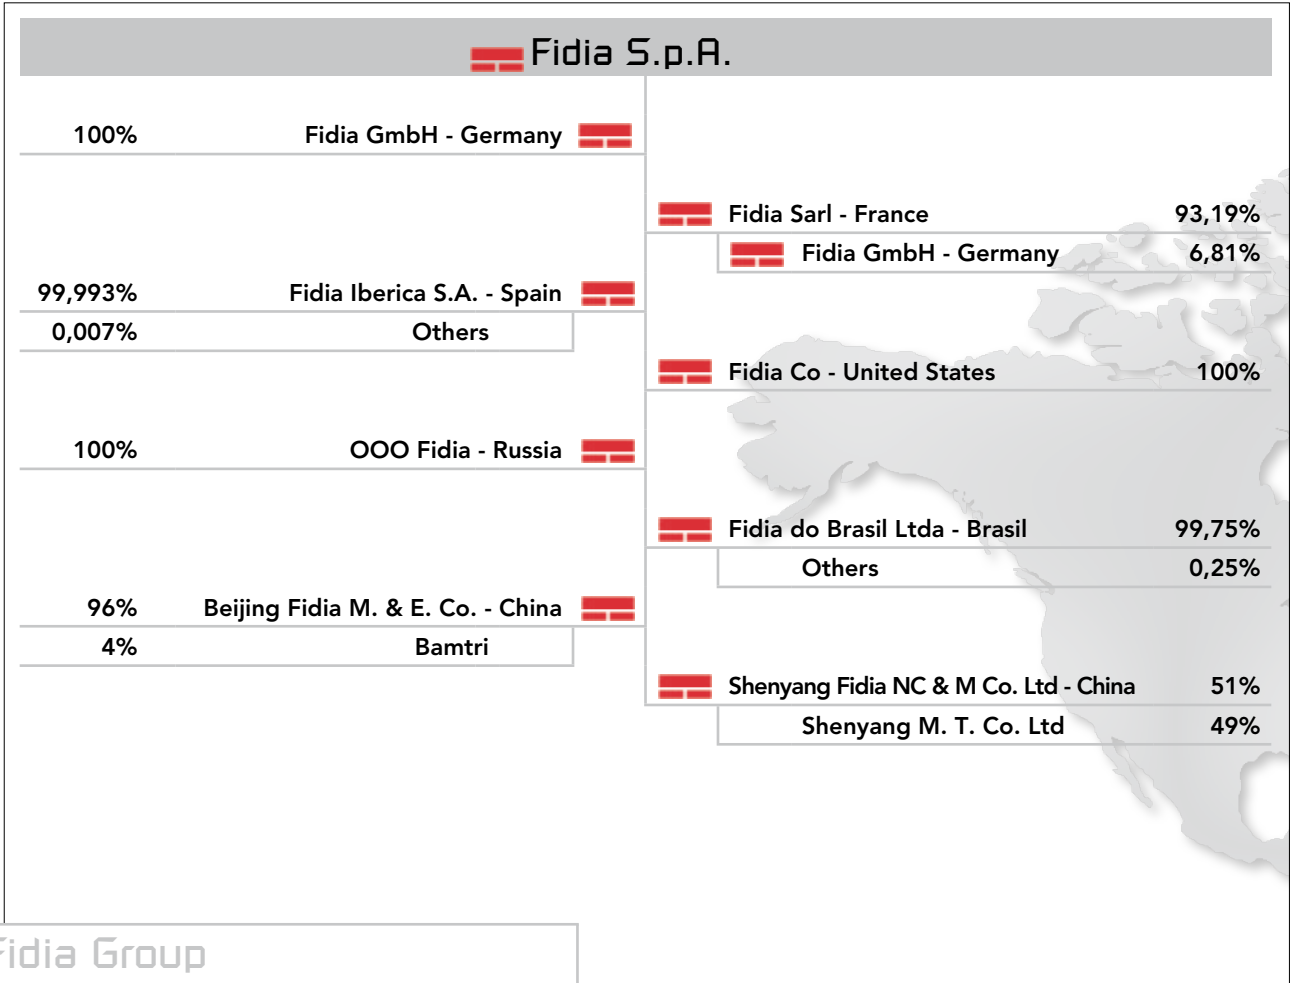 Fidia S.p.A.
100% Fidia GmbH - Germany
Fidia Sarl - France 93,19%
Fidia GmbH - Germany 6,81%
99,993% Fidia Iberica S.A. - Spain
0,007% Others
Fidia Co - United States 100%
100% OOO Fidia - Russia
Fidia do Brasil Ltda - Brasil 99,75%
Others 0,25%
96% Beijing Fidia M. & E. Co. - China
4% Bamtri
Shenyang Fidia NC & M Co. Ltd - China 51%
Shenyang M. T. Co. Ltd 49%
Fidia Group